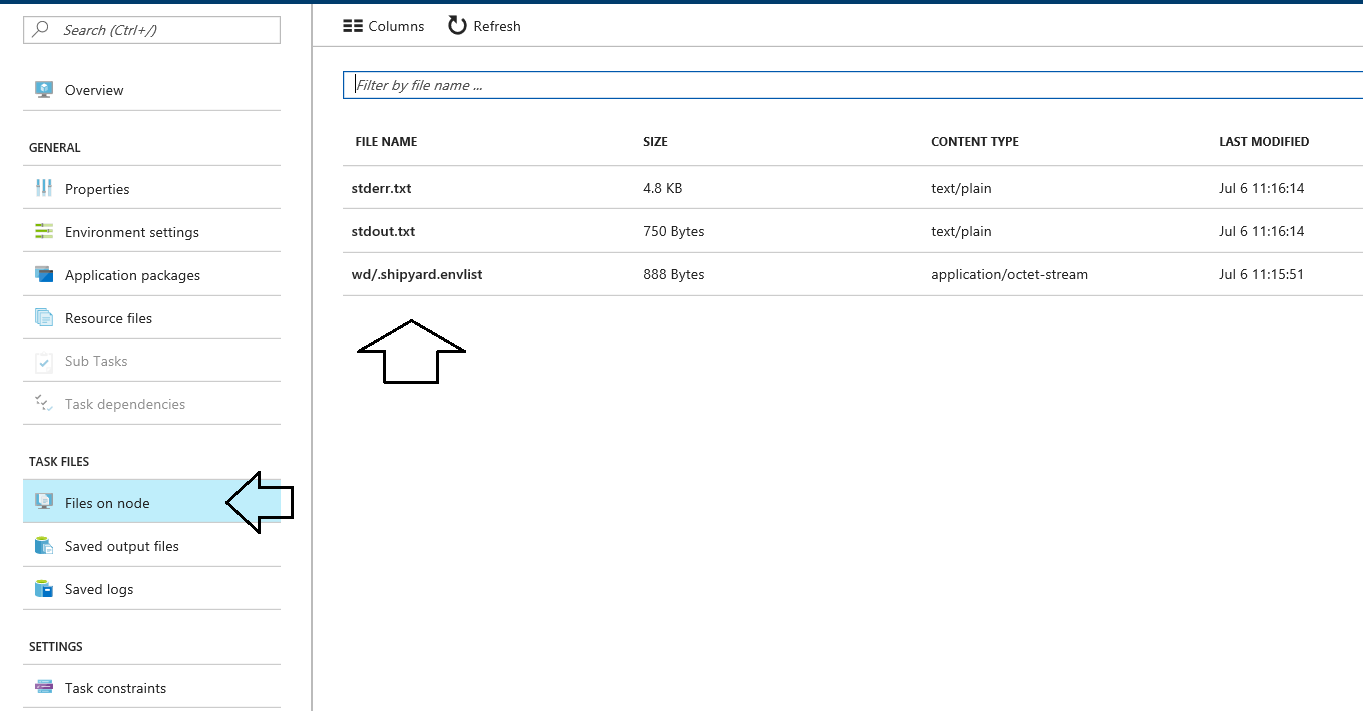 Search (Ctrl+/)
Overview
GENERAL
Properties
Environment settings
Application packages
Resource files
Sub Tasks
Task dependencies
TASK FILES
Files on node
Saved output files
Saved logs
SETTINGS
Task constraints
Columns Refresh
Filter by file name ...
FILE NAME SIZE CONTENT TYPE LAST MODIFIED
stderr.txt 4.8 KB text/plain Jul 6 11:16:14
stdout.txt 750 Bytes text/plain Jul 6 11:16:14
wd/.shipyard.envlist 888 Bytes application/octet-stream Jul 6 11:15:51